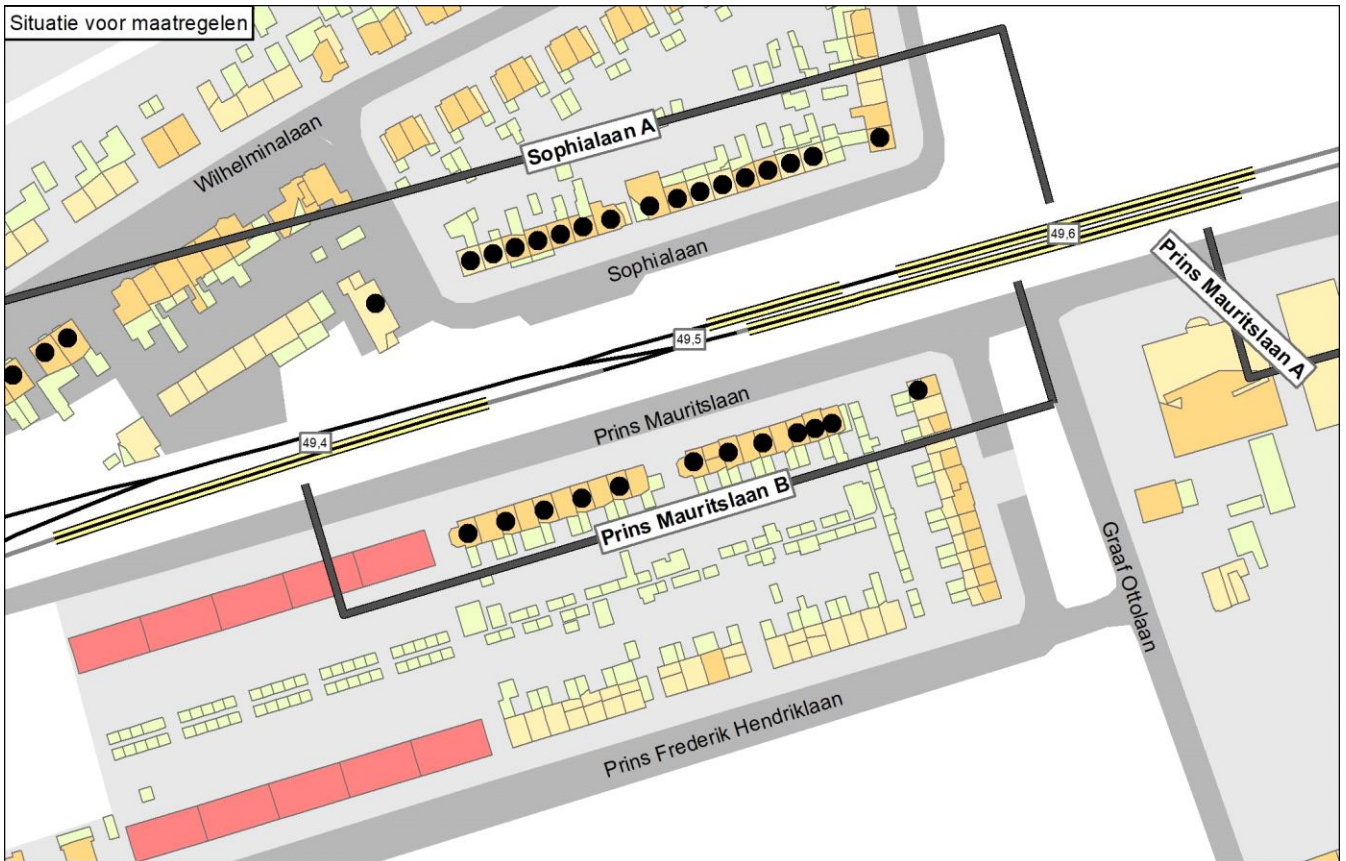 Situatie voor maatregelen
Wilhelminalaan
Sophialaan A
Sophialaan
49,6
Prins Mauritslaan A
49,5
Prins Mauritslaan
49,4
Prins Mauritslaan B
Graaf Ottolaan
Prins Frederik Hendriklaan